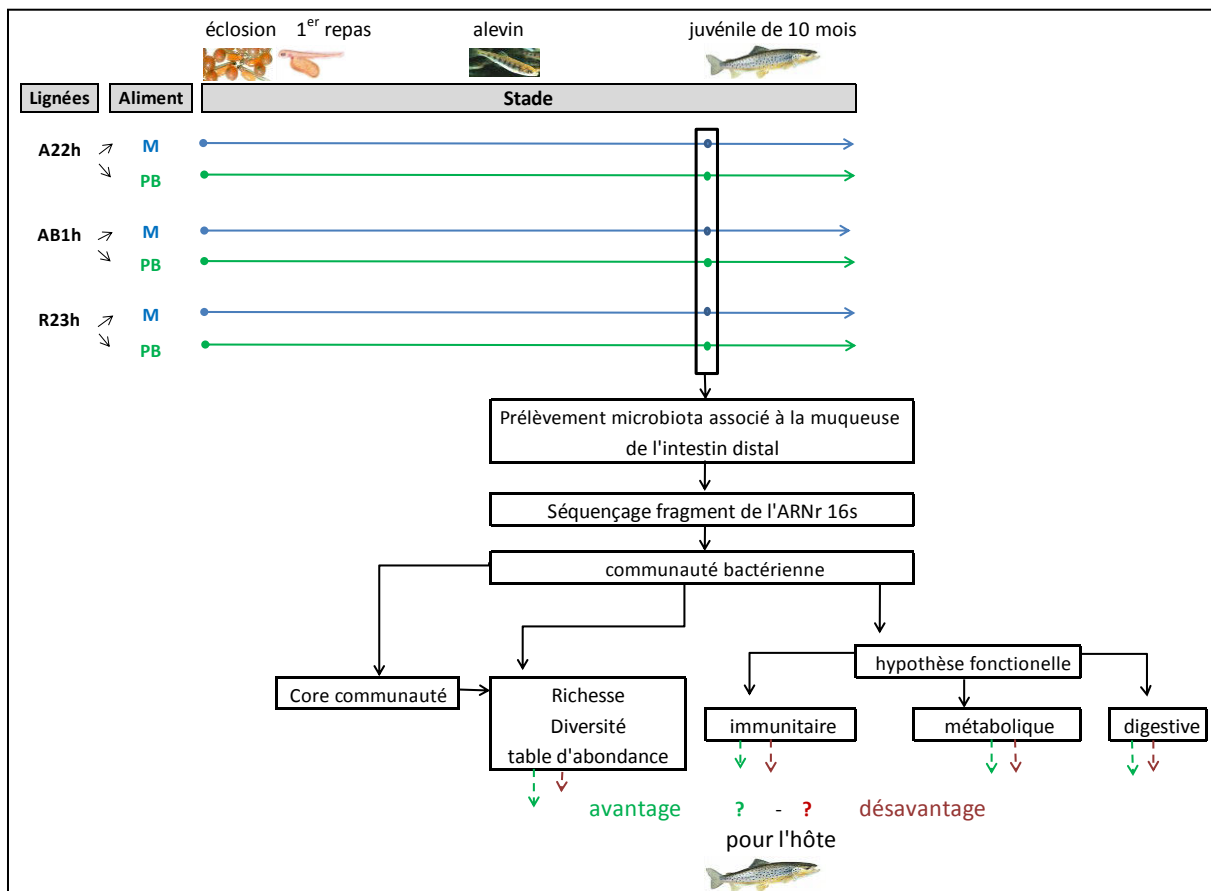 éclosion 1er repas alevin juvénile de 10 mois
Lignées Aliment Stade
A22h M
PB
AB1h M
PB
R23h M
PB
Prélèvement microbiota associé à la muqueuse
de l'intestin distal
Séquençage fragment de l'ARNr 16s
communauté bactérienne
hypothèse fonctionelle
Core communauté
Richesse
Diversité
table d'abondance
immunitaire
métabolique
digestive
avantage ? - ? désavantage
pour l'hôte